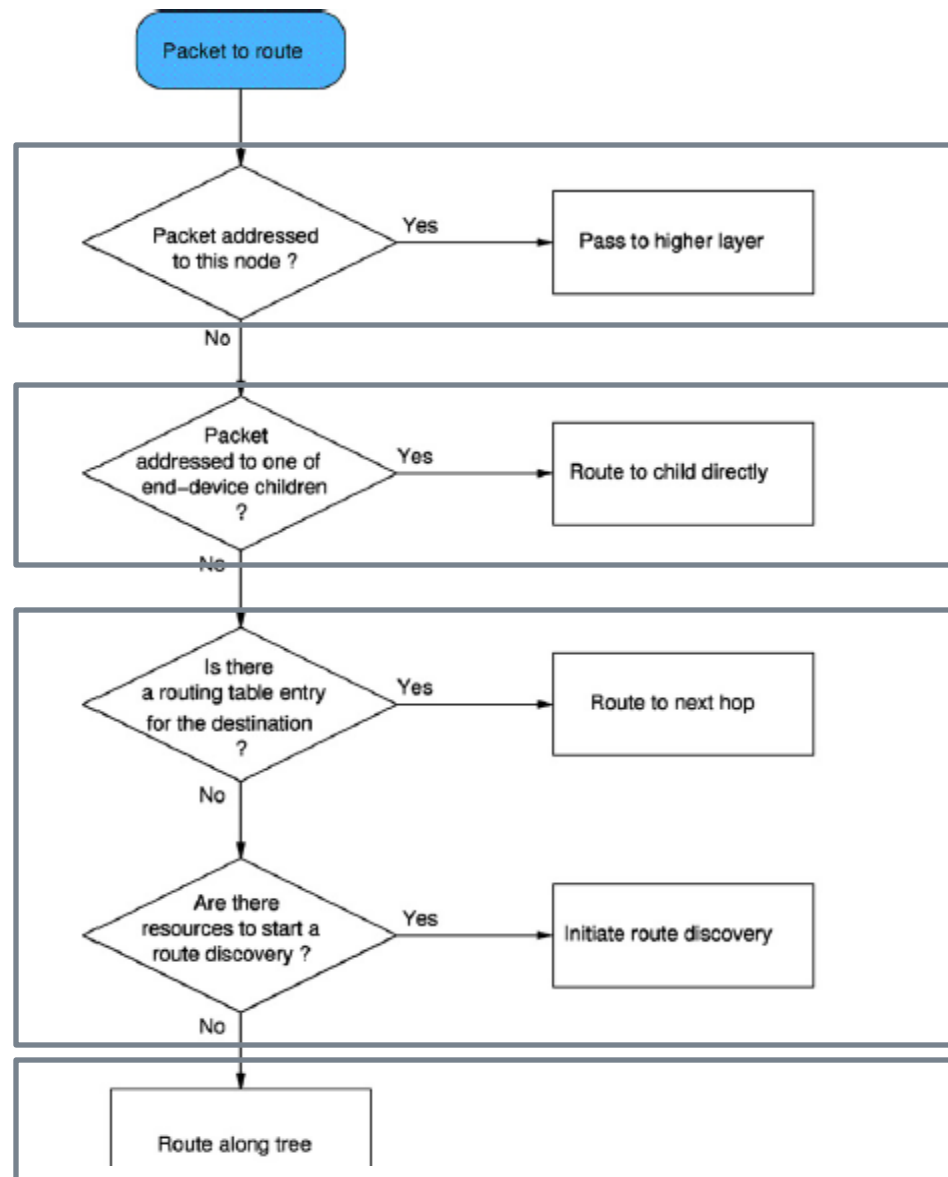 Packet to route
Packet addressed
to this node ?
Yes
Pass to higher layer
No
Packet
addressed to one of
end-device children
?
Yes
Route to child directly
No
Is there
a routing table entry
for the destination
?
Yes
Route to next hop
No
Are there
resources to start a
route discovery ?
Yes
Initiate route discovery
No
Route along tree